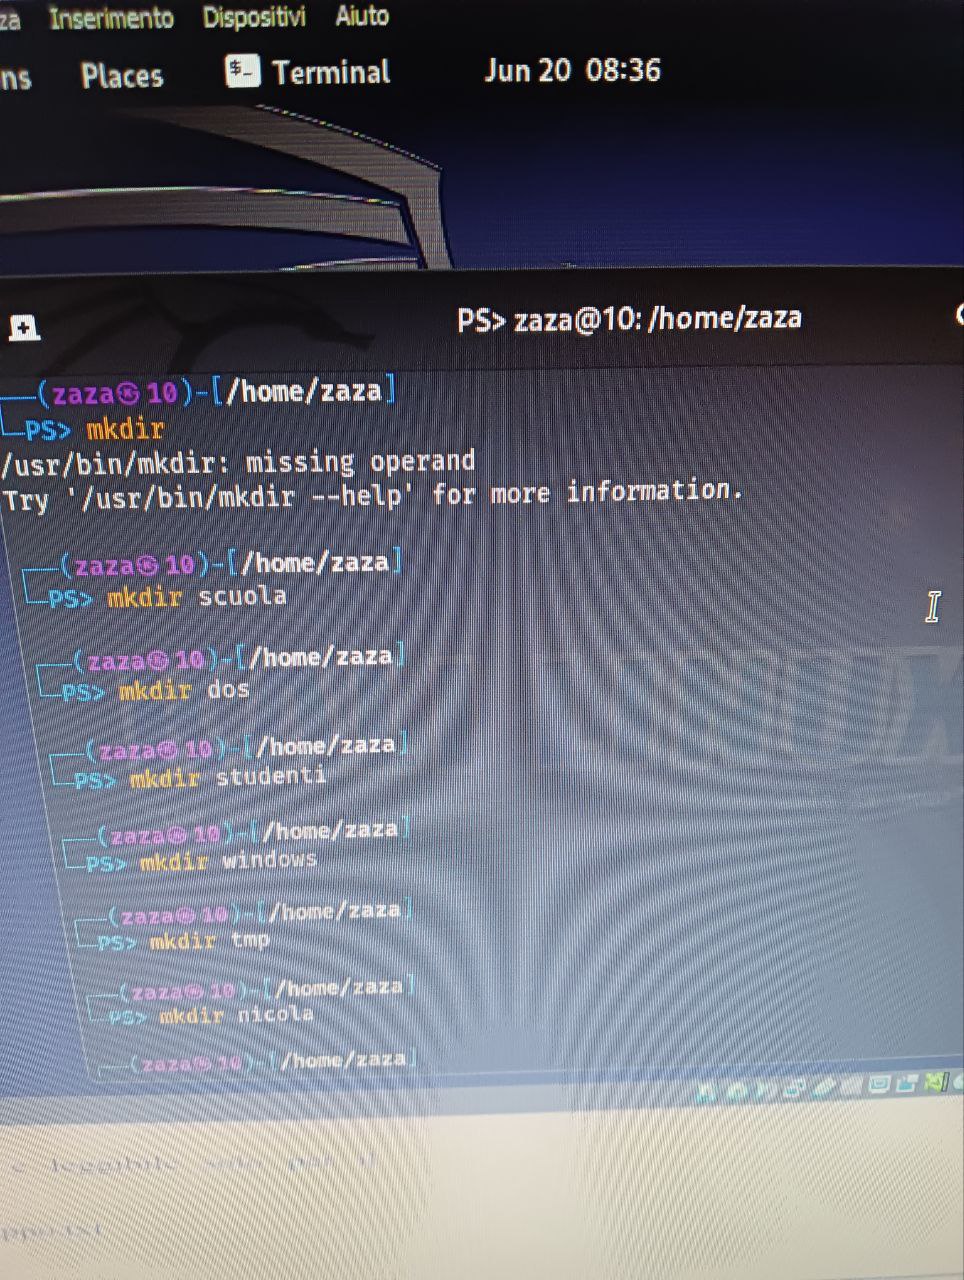 za Inserimento Dispositivi Aiuto
ns Places $_ Terminal Jun 20 08:36
PS> zaza@10: /home/zaza
(zaza㉿10)-[/home/zaza]
PS> mkdir
/usr/bin/mkdir: missing operand
Try '/usr/bin/mkdir --help' for more information.
(zaza㉿10)-[/home/zaza]
PS> mkdir scuola
(zaza㉿10)-[/home/zaza]
PS> mkdir dos
(zaza㉿10)-[/home/zaza]
PS> mkdir studenti
(zaza㉿10)-[/home/zaza]
PS> mkdir windows
(zaza㉿10)-[/home/zaza]
PS> mkdir tmp
(zaza㉿10)-[/home/zaza]
PS> mkdir nicola
(zaza㉿10)-[/home/zaza]
e leggibile